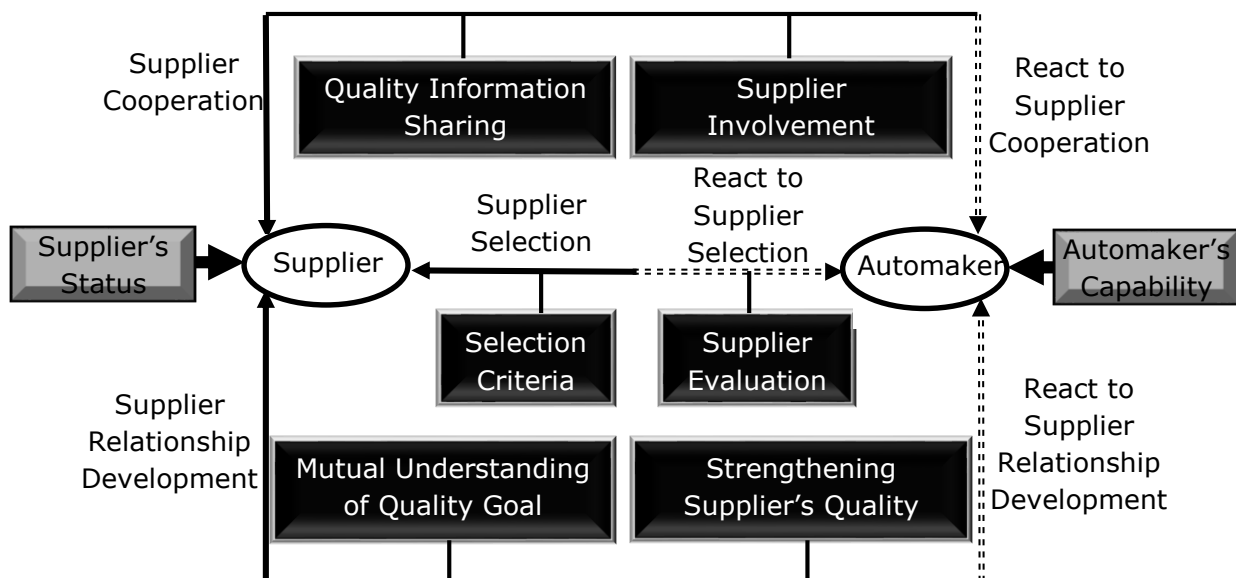 Supplier
Cooperation
Quality Information
Sharing
Supplier
Involvement
React to
Supplier
Cooperation
Supplier
Selection
React to
Supplier
Selection
Supplier's
Status
Supplier
Automaker
Automaker's
Capability
Selection
Criteria
Supplier
Evaluation
Supplier
Relationship
Development
Mutual Understanding
of Quality Goal
Strengthening
Supplier's Quality
React to
Supplier
Relationship
Development